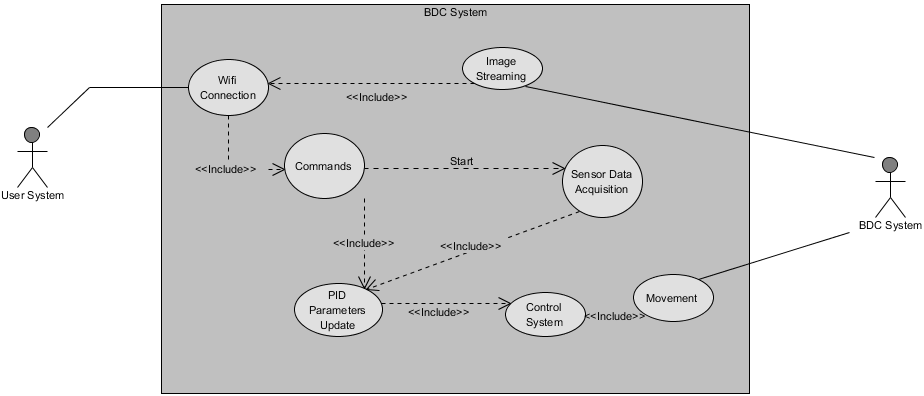 BDC System
Image
Streaming
Wifi
Connection
<<Include>>
Start
<<Include>>
Commands
Sensor Data
Acquisition
User System
BDC System
<<Include>>
<<Include>>
PID
Parameters
Update
<<Include>>
Control
System
<<Include>>
Movement